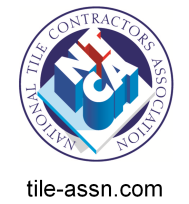 NATIONAL TILE CONTRACTORS ASSOCIATION
NTCA
tile-assn.com